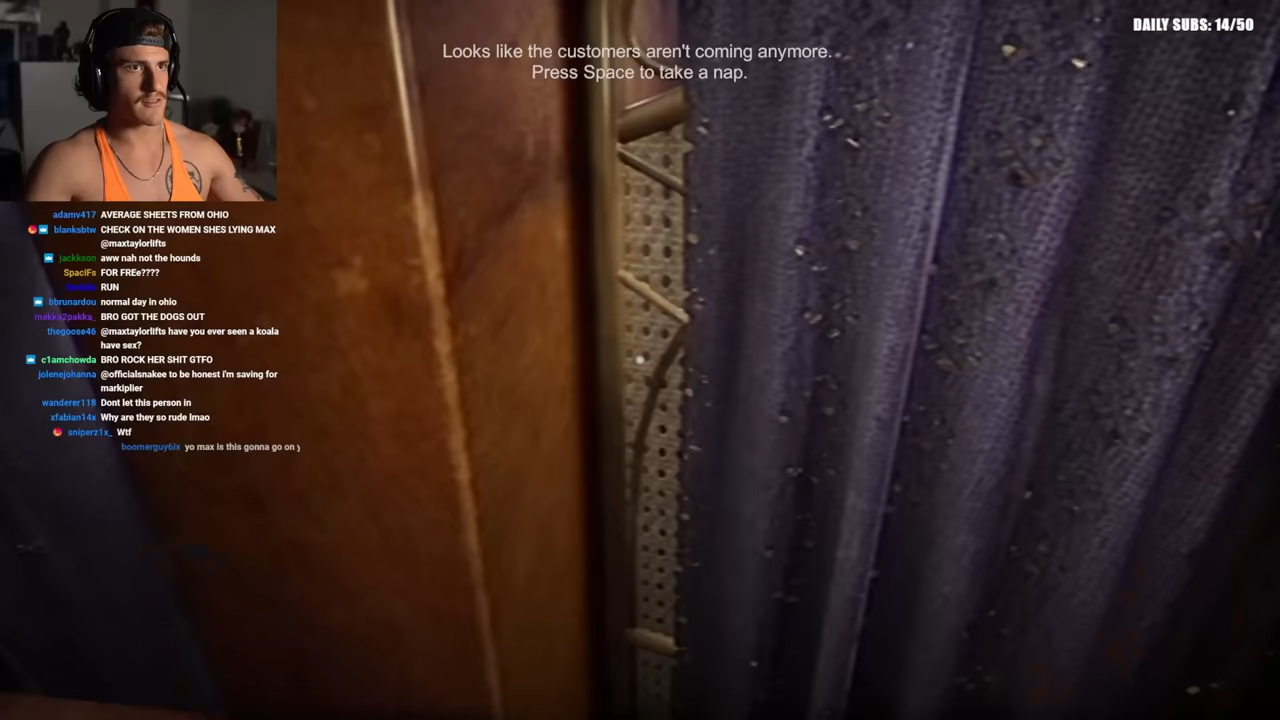 DAILY SUBS: 14/50
Looks like the customers aren't coming anymore.
Press Space to take a nap.
adamv417 AVERAGE SHEETS FROM OHIO
blanksbtw CHECK ON THE WOMEN SHES LYING MAX
@maxtaylorlifts
jackkson aww nah not the hounds
SpaciFs FOR FREe????
RUN
bbrunardou normal day in ohio
makka2pakka_ BRO GOT THE DOGS OUT
thegoose46 @maxtaylorlifts have you ever seen a koala
have sex?
c1amchowda BRO ROCK HER SHIT GTFO
jolenejohanna @officialsnakee to be honest i'm saving for
markiplier
wanderer118 Dont let this person in
xfabian14x Why are they so rude lmao
sniperz1x_ Wtf
boomerguy6ix yo max is this gonna go on y